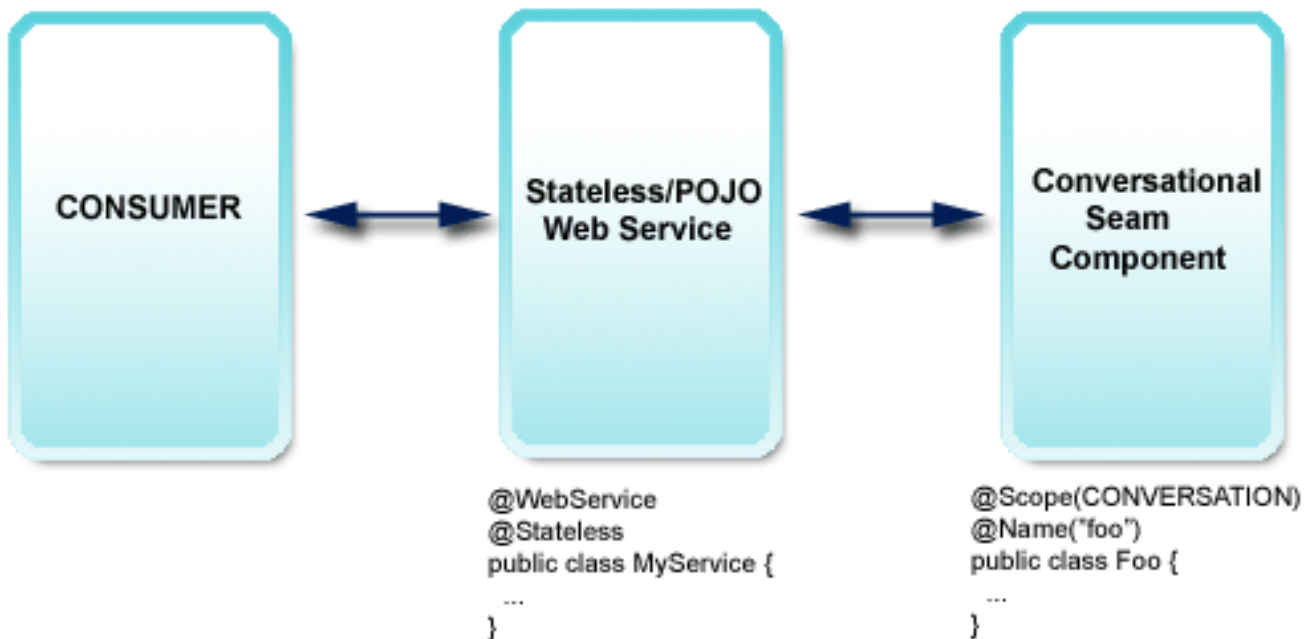 CONSUMER
Stateless/POJO
Web Service
Conversational
Seam
Component
@WebService
@Stateless
public class MyService {
...
}
@Scope(CONVERSATION)
@Name("foo")
public class Foo {
...
}